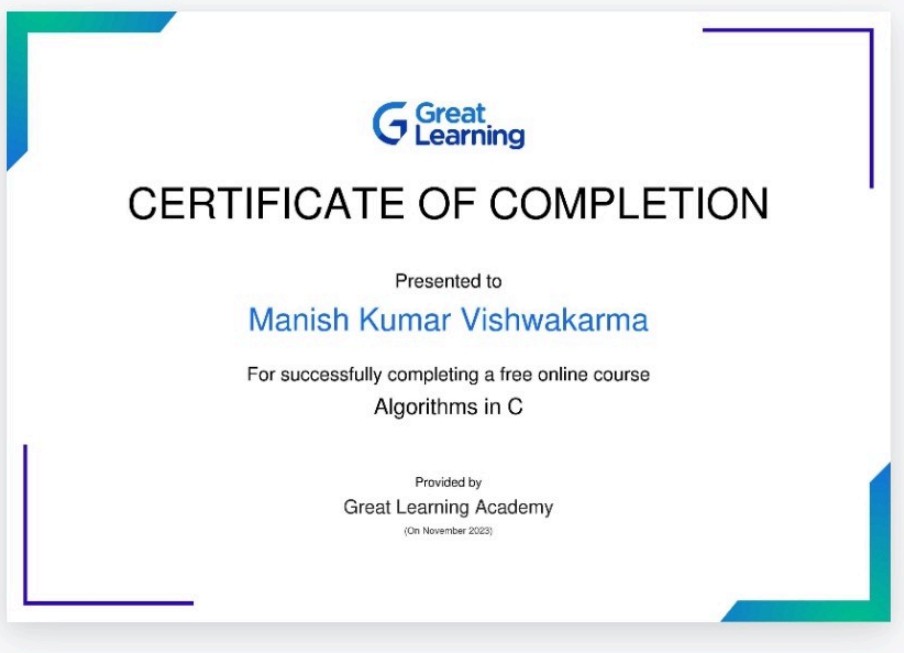 Great
Learning
CERTIFICATE OF COMPLETION
Presented to
Manish Kumar Vishwakarma
For successfully completing a free online course
Algorithms in C
Provided by
Great Learning Academy
(On November 2023)